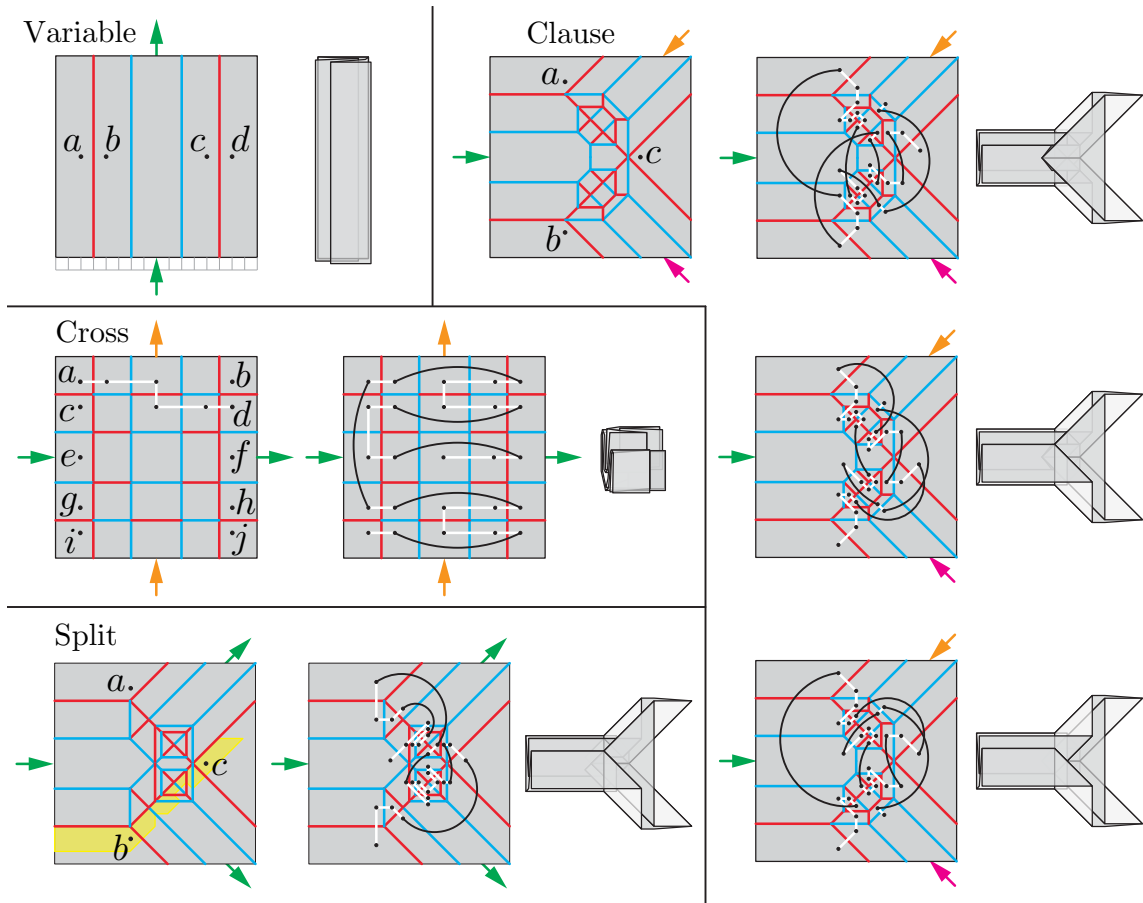 Variable
a b c d
Clause
a
c
b
Cross
a b
c d
e f
g h
i j
Split
a
c
b